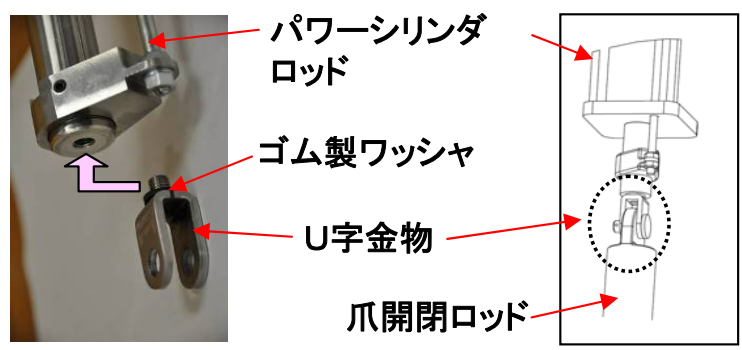 パワーシリンダ
ロッド
ゴム製ワッシャ
U字金物
爪開閉ロッド